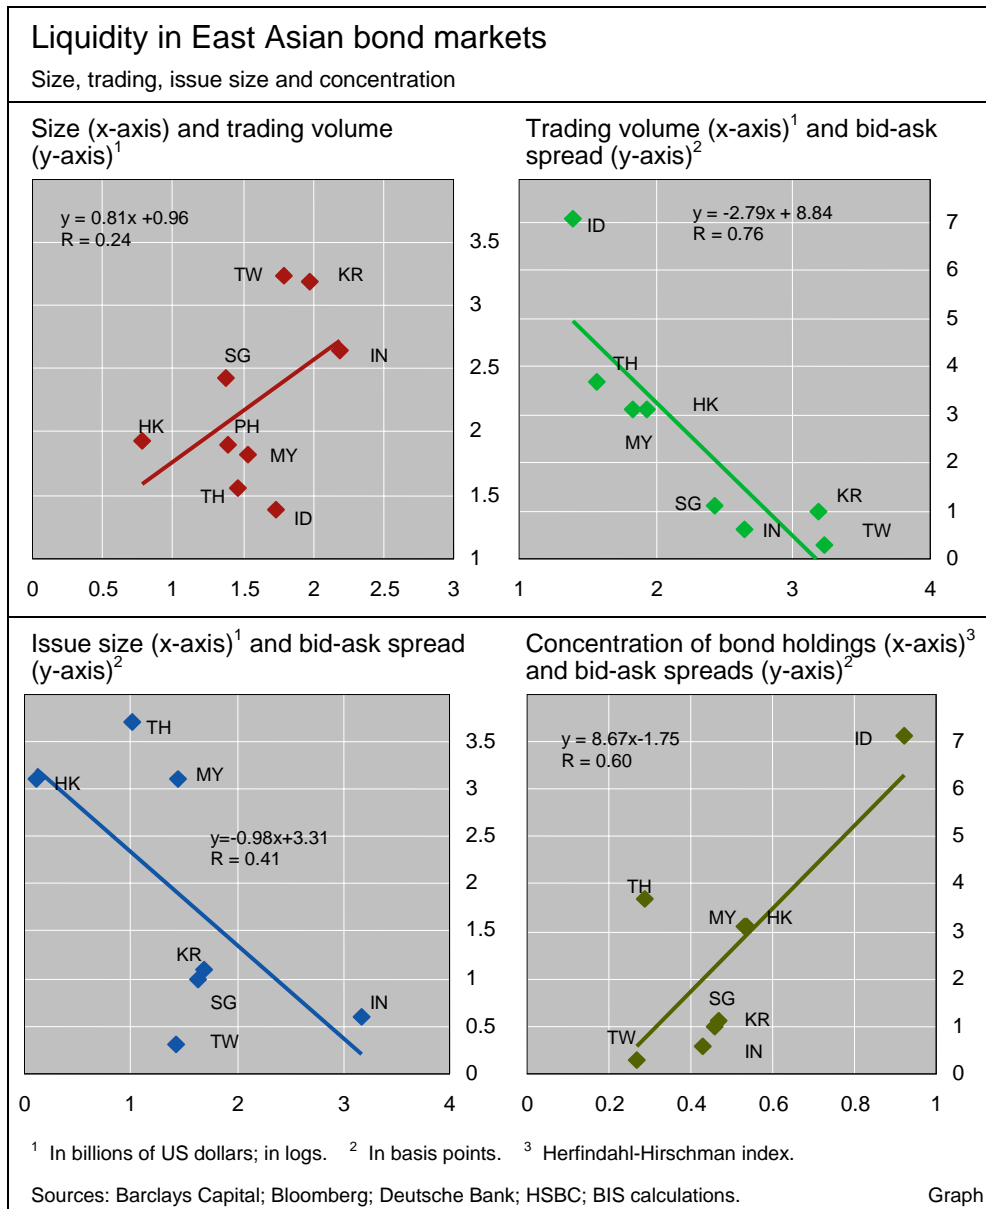 Liquidity in East Asian bond markets
Size, trading, issue size and concentration
Size (x-axis) and trading volume
(y-axis)¹
y = 0.81x +0.96
R = 0.24
TW
KR
SG
IN
HK
PH
MY
TH
ID
3.5
3
2.5
2
1.5
1
0
0.5
1
1.5
2
2.5
3
Trading volume (x-axis)¹ and bid-ask
spread (y-axis)²
y = -2.79x + 8.84
R = 0.76
ID
TH
HK
MY
SG
IN
KR
TW
7
6
5
4
3
2
1
0
1
2
3
4
Issue size (x-axis)¹ and bid-ask spread
(y-axis)²
TH
HK
MY
y=-0.98x+3.31
R = 0.41
KR
SG
IN
TW
3.5
3
2.5
2
1.5
1
0.5
0
0
1
2
3
4
Concentration of bond holdings (x-axis)³
and bid-ask spreads (y-axis)²
y = 8.67x-1.75
R = 0.60
ID
TH
MY
HK
SG
KR
TW
IN
7
6
5
4
3
2
1
0
0
0.2
0.4
0.6
0.8
1
¹ In billions of US dollars; in logs. ² In basis points. ³ Herfindahl-Hirschman index.
Sources: Barclays Capital; Bloomberg; Deutsche Bank; HSBC; BIS calculations. Graph